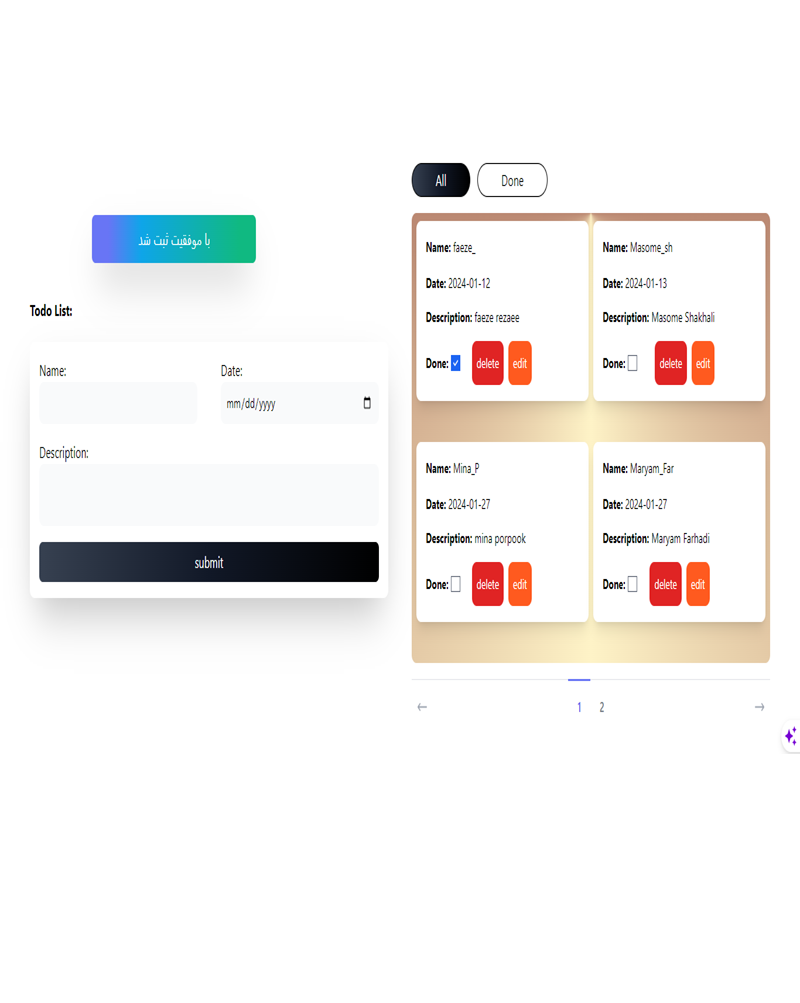 با موفقیت ثبت شد
Todo List:
Name:
Date:
mm/dd/yyyy
Description:
submit
All
Done
Name: faeze_
Date: 2024-01-12
Description: faeze rezaee
Done: delete edit
Name: Masome_sh
Date: 2024-01-13
Description: Masome Shakhali
Done: delete edit
Name: Mina_P
Date: 2024-01-27
Description: mina porpook
Done: delete edit
Name: Maryam_Far
Date: 2024-01-27
Description: Maryam Farhadi
Done: delete edit
1 2